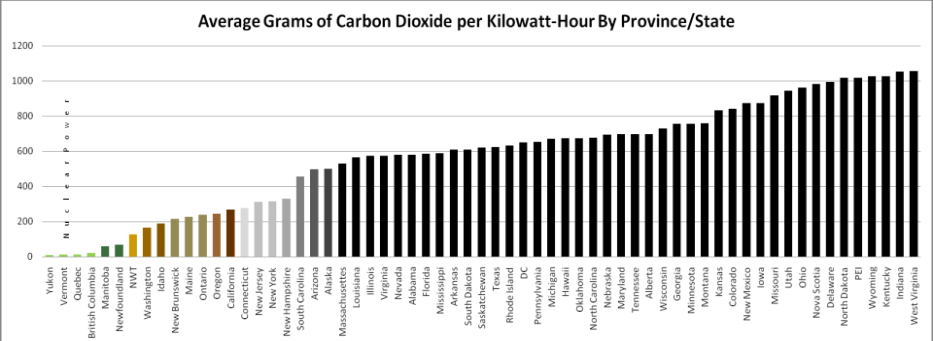 Average Grams of Carbon Dioxide per Kilowatt-Hour By Province/State
1200
1000
800
600
400
200
0
Nuclear Power
Yukon
Vermont
Quebec
British Columbia
Manitoba
Newfoundland
NWT
Washington
Idaho
New Brunswick
Maine
Ontario
Oregon
California
Connecticut
New Jersey
New York
New Hampshire
South Carolina
Arizona
Alaska
Massachussettes
Louisiana
Illinois
Virginia
Nevada
Alabama
Florida
Mississippi
Arkansas
South Dakota
Saskatchewan
Texas
Rhode Island
DC
Pennsylvania
Michigan
Hawaii
Oklahoma
North Carolina
Nebraska
Maryland
Tennessee
Alberta
Wisconsin
Georgia
Minnesota
Montana
Kansas
Colorado
New Mexico
Iowa
Missouri
Utah
Ohio
Nova Scotia
Delaware
North Dakota
PEI
Wyoming
Kentucky
Indiana
West Virginia